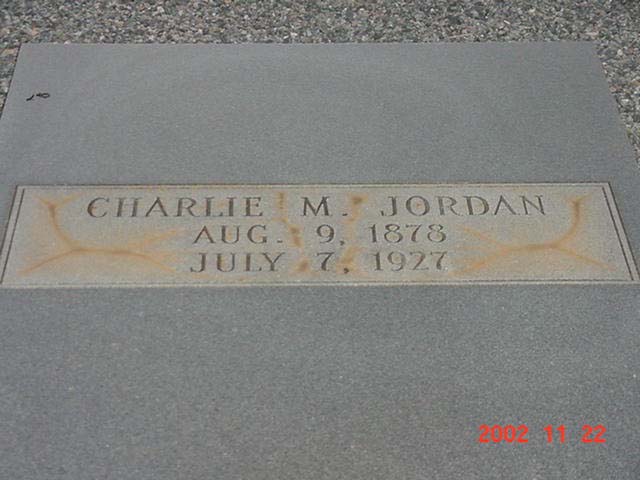 CHARLIE M. JORDAN
AUG. 9, 1878
JULY 7, 1927
2002 11 22